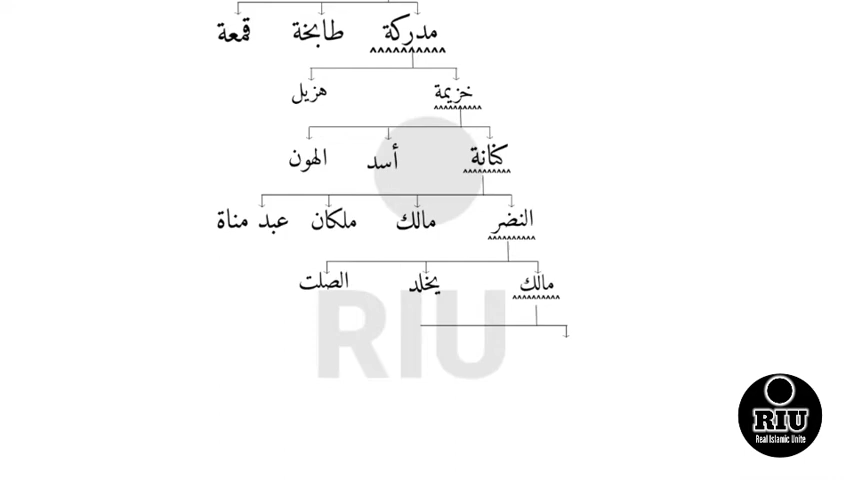 مدركة طابخة قمعة
^^^^^^^^^^
خزيمة هزيل
^^^^^^^^^^
كنانة أسد الهون
^^^^^^^^^^
النضر مالك ملكان عبد مناة
^^^^^^^^^^
مالك يخلد الصلت
^^^^^^^^^^
RIU
RIU
Real Islamic Unite